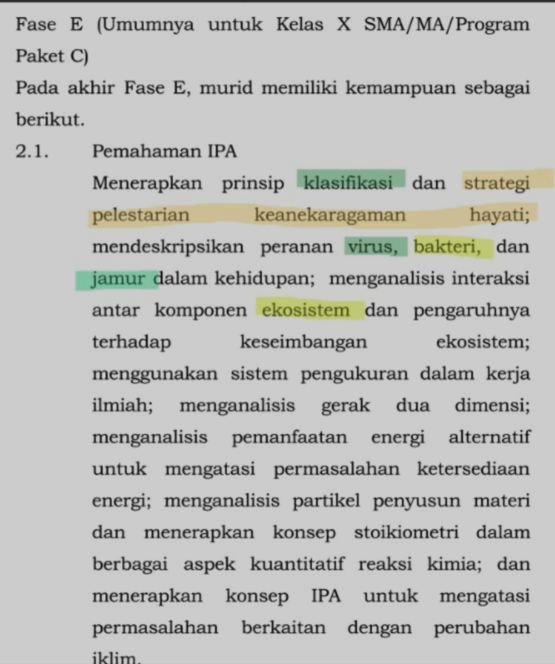 Fase E (Umumnya untuk Kelas X SMA/MA/Program
Paket C)
Pada akhir Fase E, murid memiliki kemampuan sebagai
berikut.
2.1. Pemahaman IPA
Menerapkan prinsip klasifikasi dan strategi
pelestarian keanekaragaman hayati;
mendeskripsikan peranan virus, bakteri, dan
jamur dalam kehidupan; menganalisis interaksi
antar komponen ekosistem dan pengaruhnya
terhadap keseimbangan ekosistem;
menggunakan sistem pengukuran dalam kerja
ilmiah; menganalisis gerak dua dimensi;
menganalisis pemanfaatan energi alternatif
untuk mengatasi permasalahan ketersediaan
energi; menganalisis partikel penyusun materi
dan menerapkan konsep stoikiometri dalam
berbagai aspek kuantitatif reaksi kimia; dan
menerapkan konsep IPA untuk mengatasi
permasalahan berkaitan dengan perubahan
iklim.